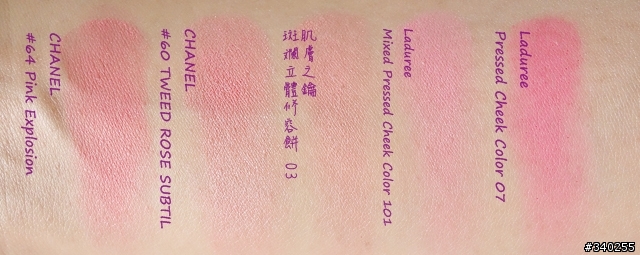 CHANEL
#64 Pink Explosion
CHANEL
#60 TWEED ROSE SUBTIL
肌膚之鑰
斑斕立體修容餅 03
Laduree
Mixed Pressed Cheek Color 101
Laduree
Pressed Cheek Color 07
#340255